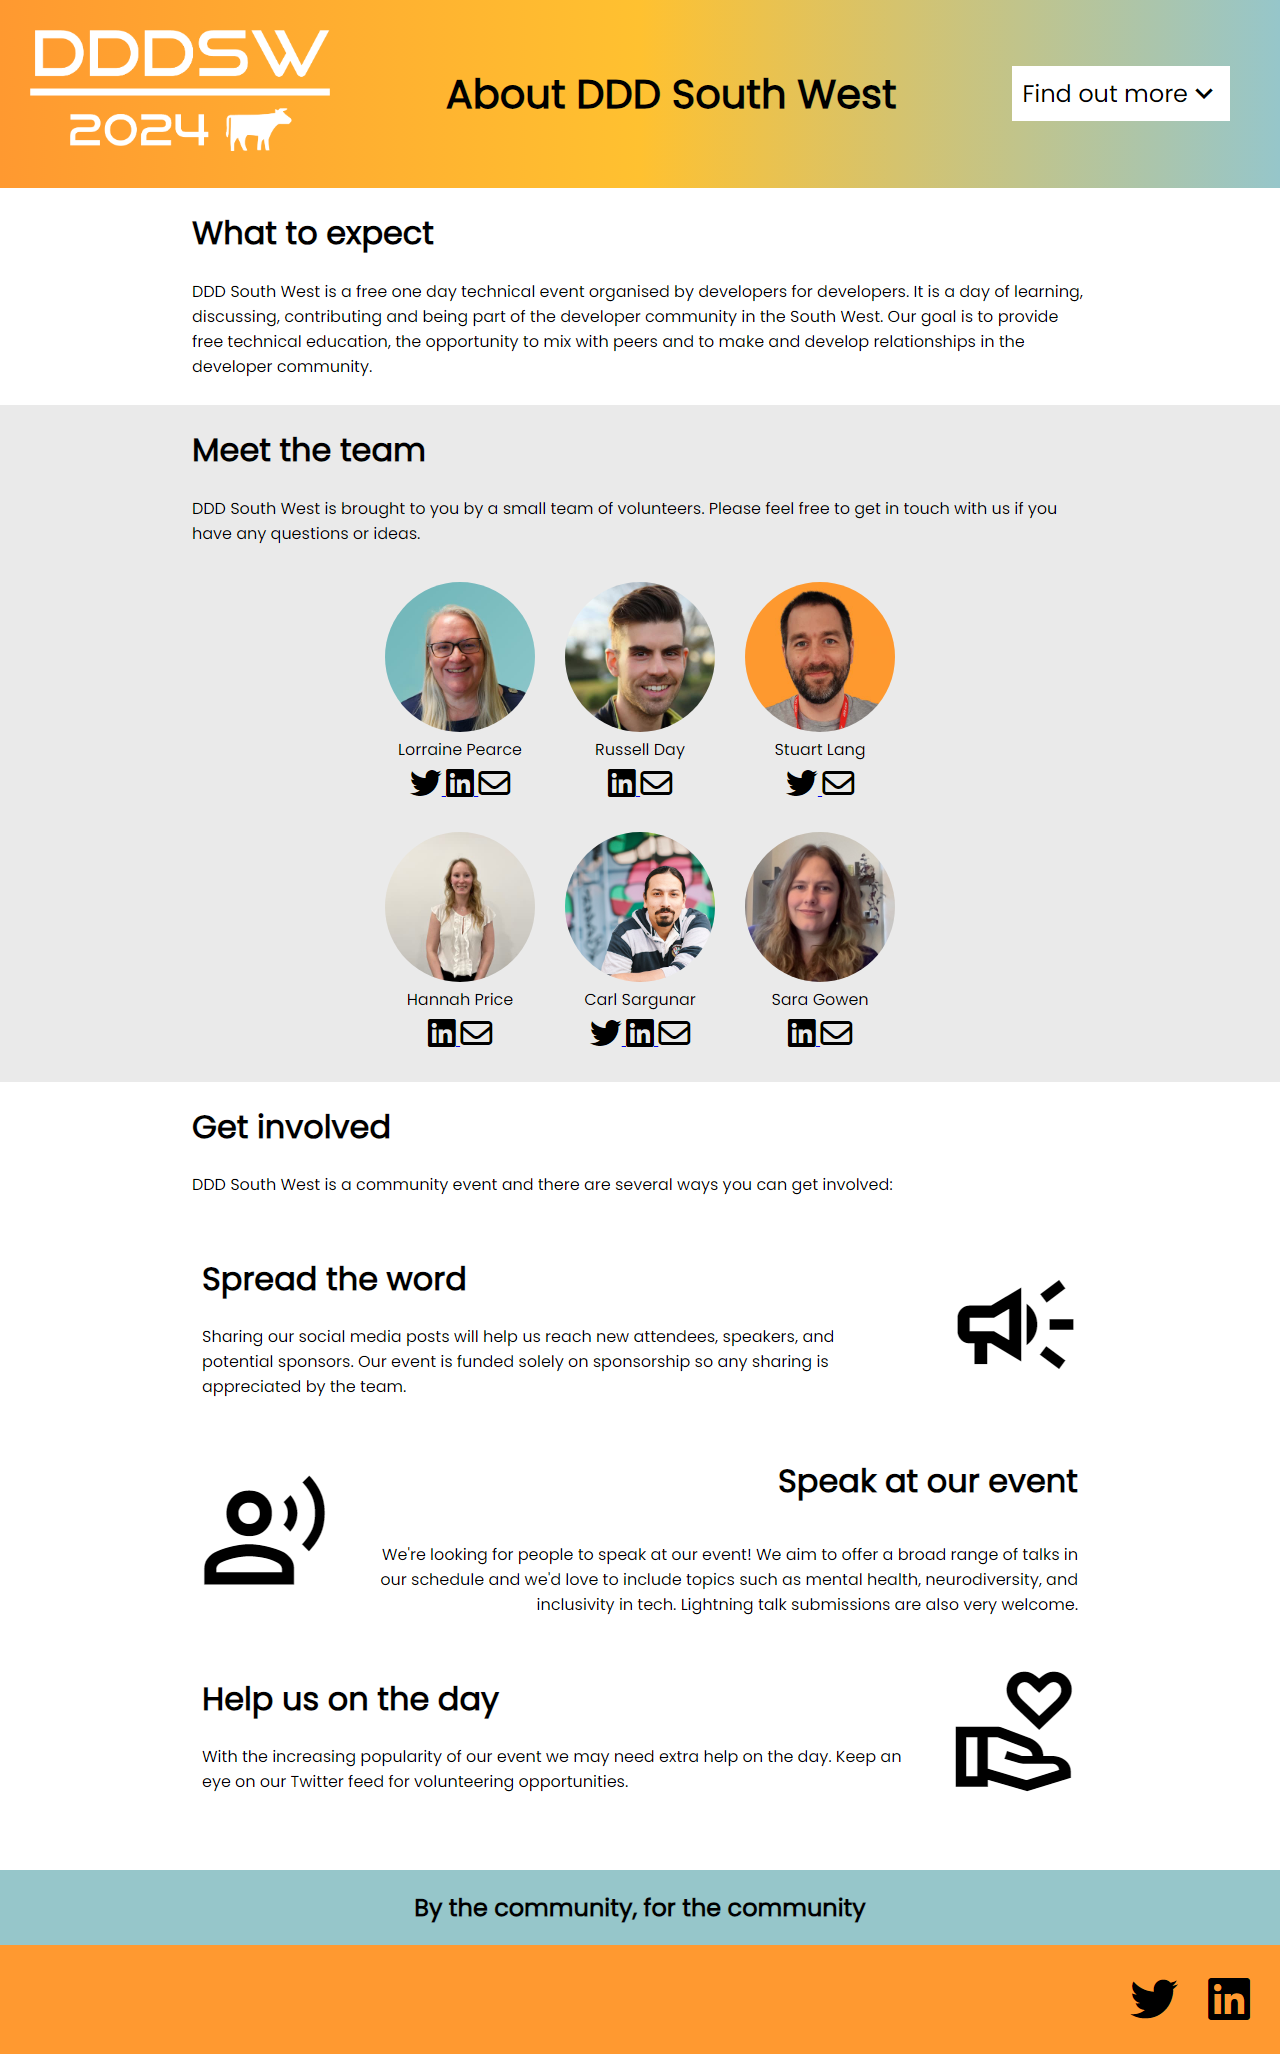 DDDSW
2024
About DDD South West
Find out more
What to expect
DDD South West is a free one day technical event organised by developers for developers. It is a day of learning,
discussing, contributing and being part of the developer community in the South West. Our goal is to provide
free technical education, the opportunity to mix with peers and to make and develop relationships in the
developer community.
Meet the team
DDD South West is brought to you by a small team of volunteers. Please feel free to get in touch with us if you
have any questions or ideas.
Lorraine Pearce
Russell Day
Stuart Lang
in
in
Hannah Price
Carl Sargunar
Sara Gowen
in
in
in
Get involved
DDD South West is a community event and there are several ways you can get involved:
Spread the word
Sharing our social media posts will help us reach new attendees, speakers, and
potential sponsors. Our event is funded solely on sponsorship so any sharing is
appreciated by the team.
Speak at our event
We're looking for people to speak at our event! We aim to offer a broad range of talks in
our schedule and we'd love to include topics such as mental health, neurodiversity, and
inclusivity in tech. Lightning talk submissions are also very welcome.
Help us on the day
With the increasing popularity of our event we may need extra help on the day. Keep an
eye on our Twitter feed for volunteering opportunities.
By the community, for the community
in